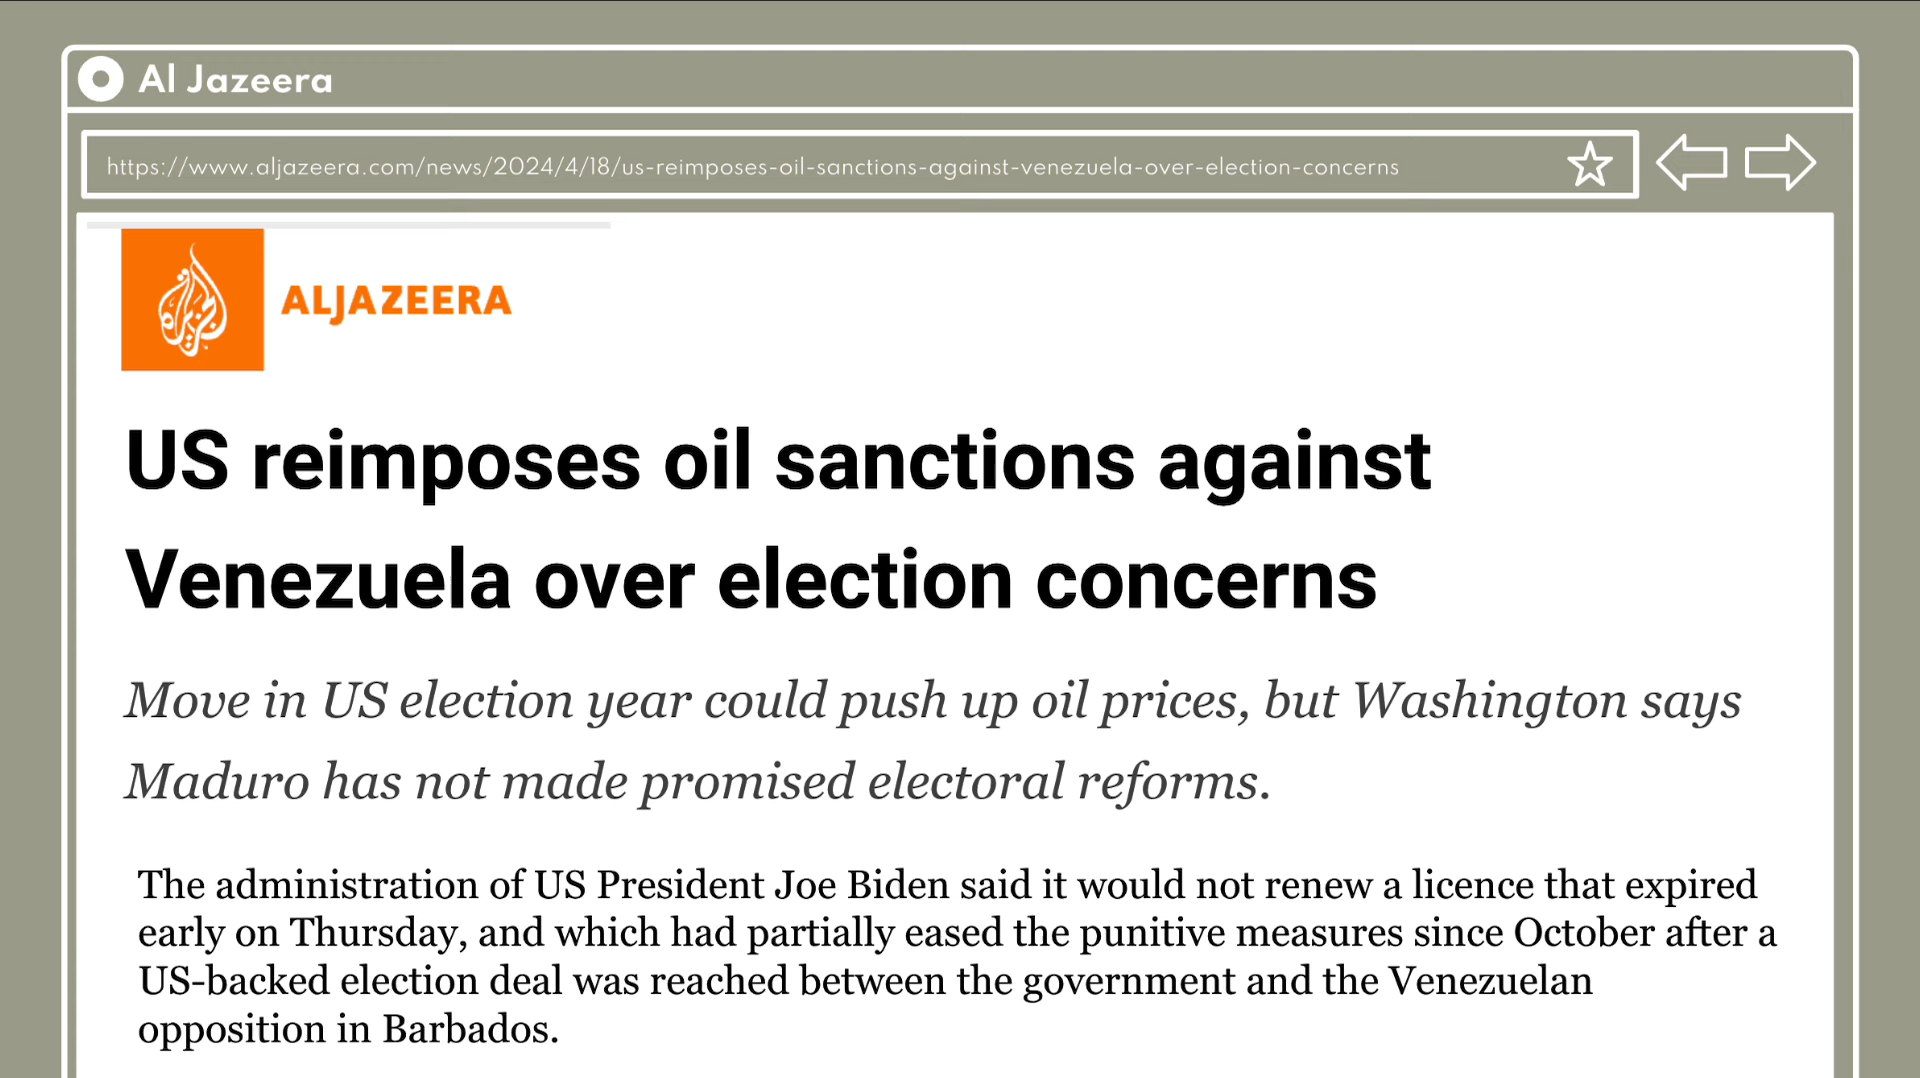 Al Jazeera
https://www.aljazeera.com/news/2024/4/18/us-reimposes-oil-sanctions-against-venezuela-over-election-concerns
ALJAZEERA
US reimposes oil sanctions against
Venezuela over election concerns
Move in US election year could push up oil prices, but Washington says
Maduro has not made promised electoral reforms.
The administration of US President Joe Biden said it would not renew a licence that expired
early on Thursday, and which had partially eased the punitive measures since October after a
US-backed election deal was reached between the government and the Venezuelan
opposition in Barbados.